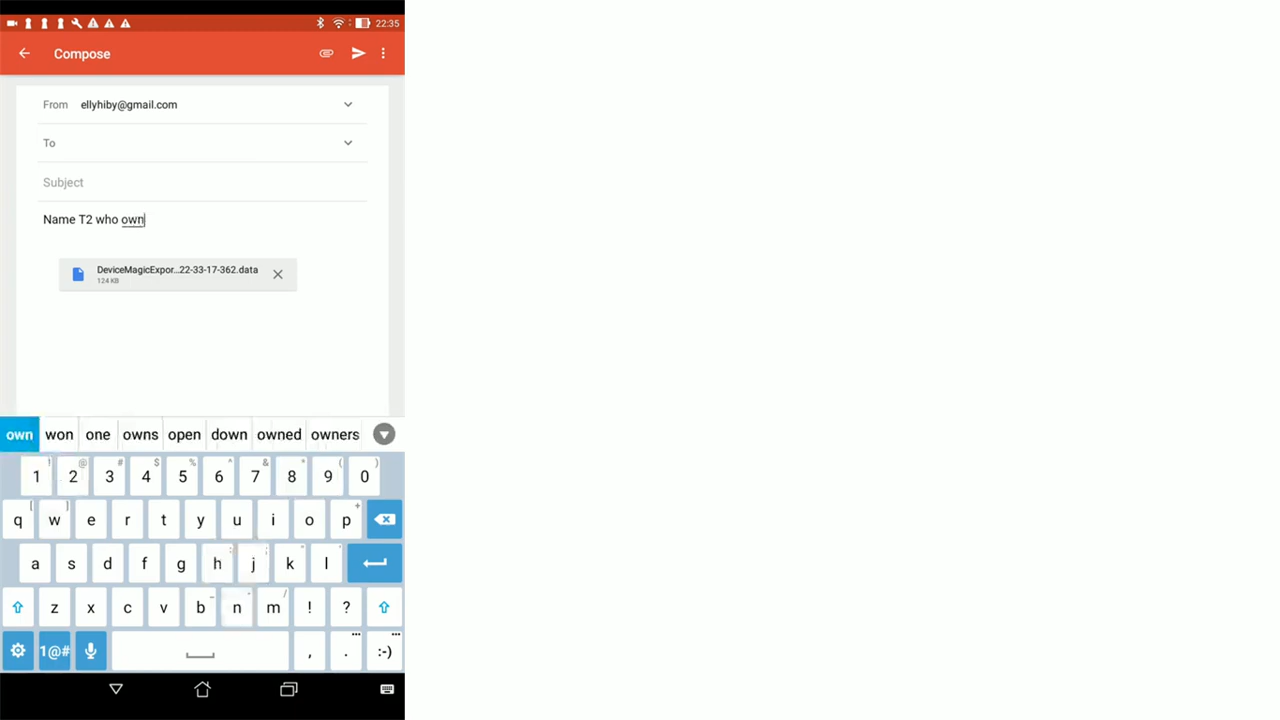 22:35
Compose
From ellyhiby@gmail.com
To
Subject
Name T2 who own
DeviceMagicExpor...22-33-17-362.data
124 KB
own won one owns open down owned owners
! @ # $ % ^ & * ( )
1 2 3 4 5 6 7 8 9 0
[ ] +
q w e r t y u i o p
a s d f g h j k l
z x c v b n m ! ?
1@# , . :-)